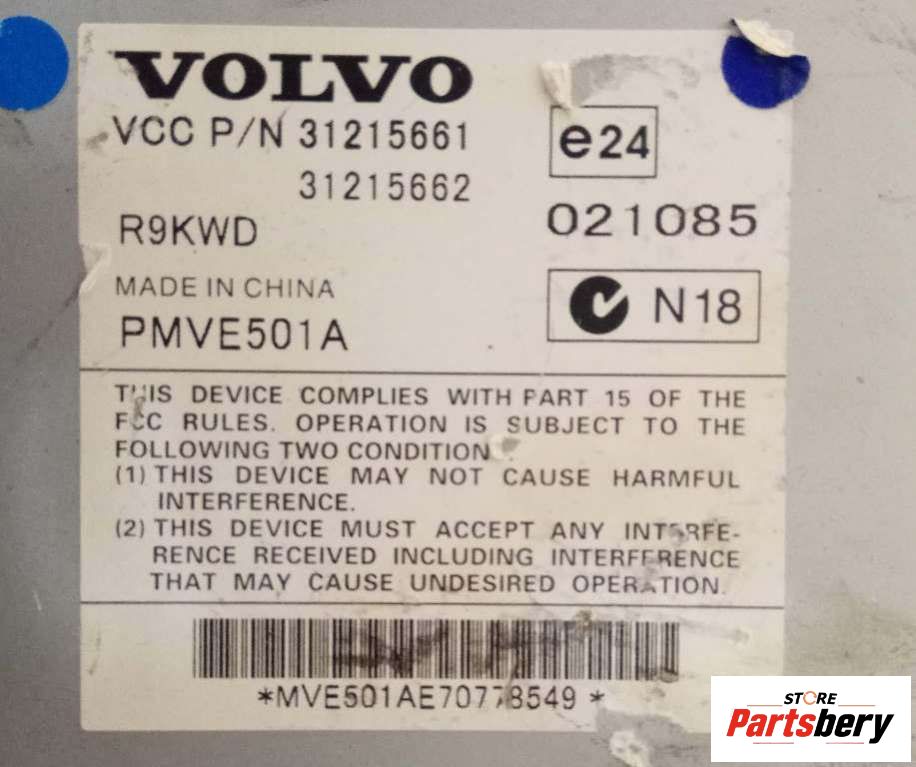 VOLVO
VCC P/N 31215661
31215662
e24
R9KWD
021085
MADE IN CHINA
N18
PMVE501A
THIS DEVICE COMPLIES WITH PART 15 OF THE
FCC RULES. OPERATION IS SUBJECT TO THE
FOLLOWING TWO CONDITION
(1) THIS DEVICE MAY NOT CAUSE HARMFUL
INTERFERENCE.
(2) THIS DEVICE MUST ACCEPT ANY INTERFE-
RENCE RECEIVED INCLUDING INTERFERENCE
THAT MAY CAUSE UNDESIRED OPERATION.
*MVE501AE70778549*
STORE
Partsbery